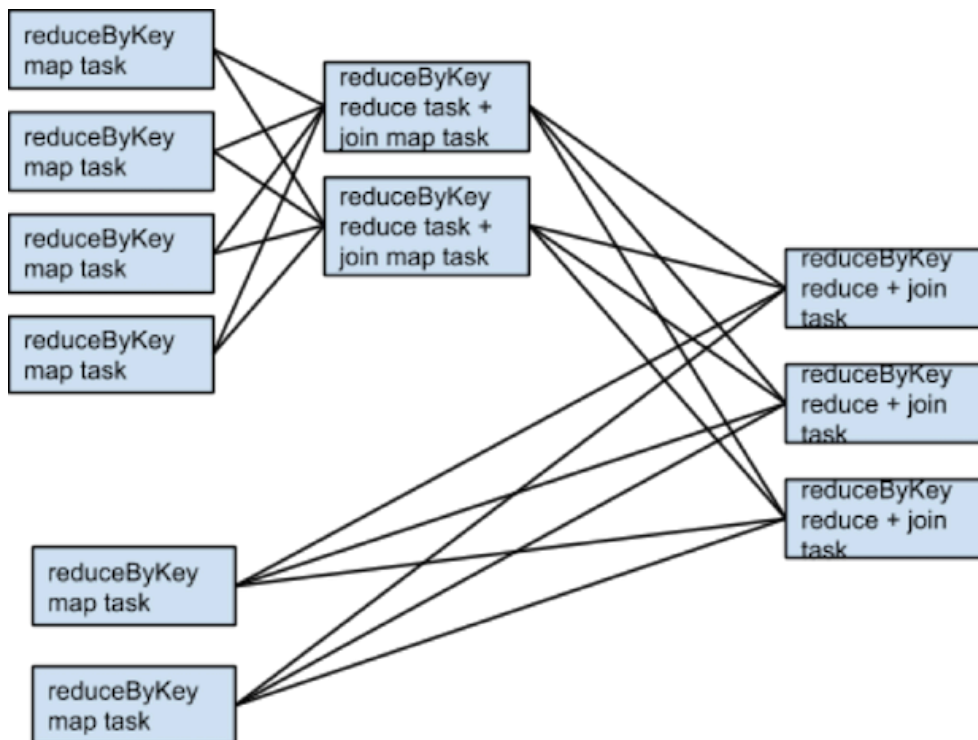 reduceByKey
map task
reduceByKey
map task
reduceByKey
map task
reduceByKey
map task
reduceByKey
reduce task +
join map task
reduceByKey
reduce task +
join map task
reduceByKey
reduce + join
task
reduceByKey
reduce + join
task
reduceByKey
reduce + join
task
reduceByKey
map task
reduceByKey
map task